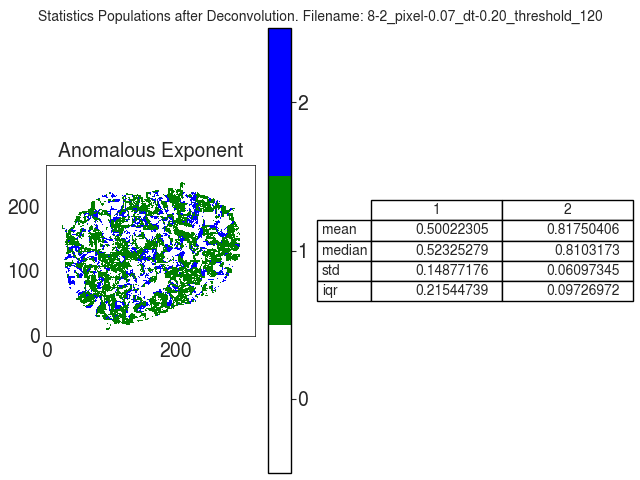 Statistics Populations after Deconvolution. Filename: 8-2_pixel-0.07_dt-0.20_threshold_120
Anomalous Exponent
200
100
0
0 200
2
1
0
1 2
mean 0.50022305 0.81750406
median 0.52325279 0.8103173
std 0.14877176 0.06097345
iqr 0.21544739 0.09726972